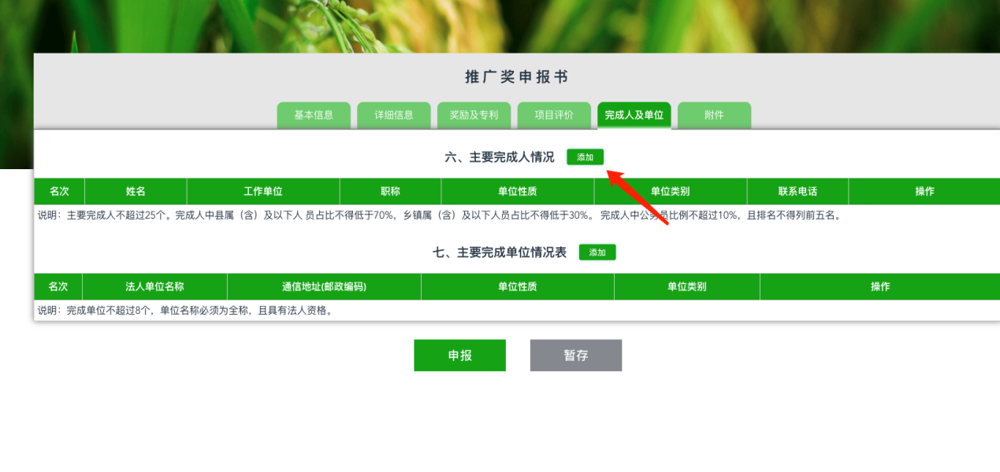 推广奖申报书
基本信息 详细信息 奖励及专利 项目评价 完成人及单位 附件
六、主要完成人情况 添加
名次 姓名 工作单位 职称 单位性质 单位类别 联系电话 操作
说明：主要完成人不超过25个。完成人中县属（含）及以下人 员占比不得低于70%，乡镇属（含）及以下人员占比不得低于30%。 完成人中公务员比例不超过10%，且排名不得列前五名。
七、主要完成单位情况表 添加
名次 法人单位名称 通信地址(邮政编码) 单位性质 单位类别 操作
说明：完成单位不超过8个，单位名称必须为全称，且具有法人资格。
申报 暂存